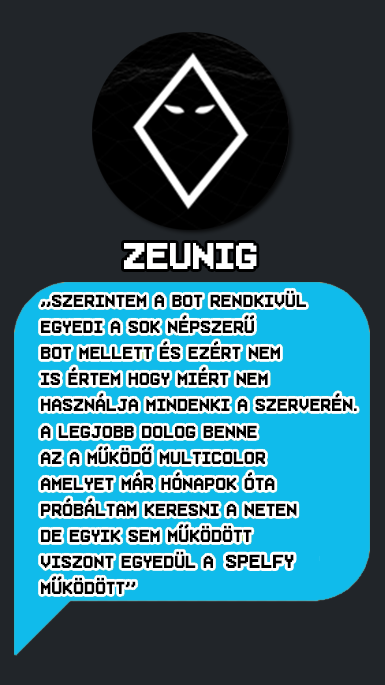 ZEUNIG
„SZERINTEM A BOT RENDKIVÜL
EGYEDI A SOK NÉPSZERŰ
BOT MELLETT ÉS EZÉRT NEM
IS ÉRTEM HOGY MIÉRT NEM
HASZNÁLJA MINDENKI A SZERVERÉN.
A LEGJOBB DOLOG BENNE
AZ A MŰKÖDŐ MULTICOLOR
AMELYET MÁR HÓNAPOK ÓTA
PRÓBÁLTAM KERESNI A NETEN
DE EGYIK SEM MŰKÖDÖTT
VISZONT EGYEDÜL A SPELFY
MŰKÖDÖTT”